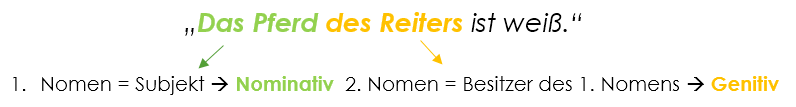 „Das Pferd des Reiters ist weiß.“
1. Nomen = Subjekt → Nominativ 2. Nomen = Besitzer des 1. Nomens → Genitiv